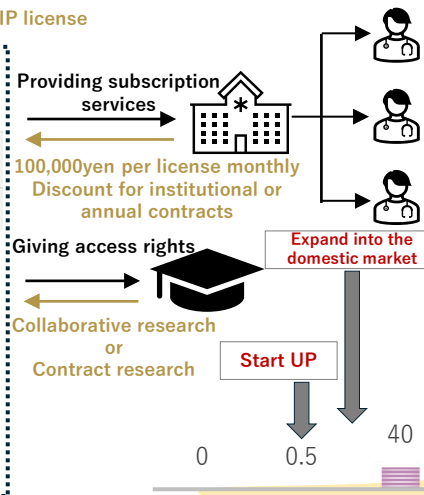 IP license
Providing subscription
services
100,000yen per license monthly
Discount for institutional or
annual contracts
Giving access rights
Expand into the
domestic market
Collaborative research
or
Contract research
Start UP
0
0.5
40